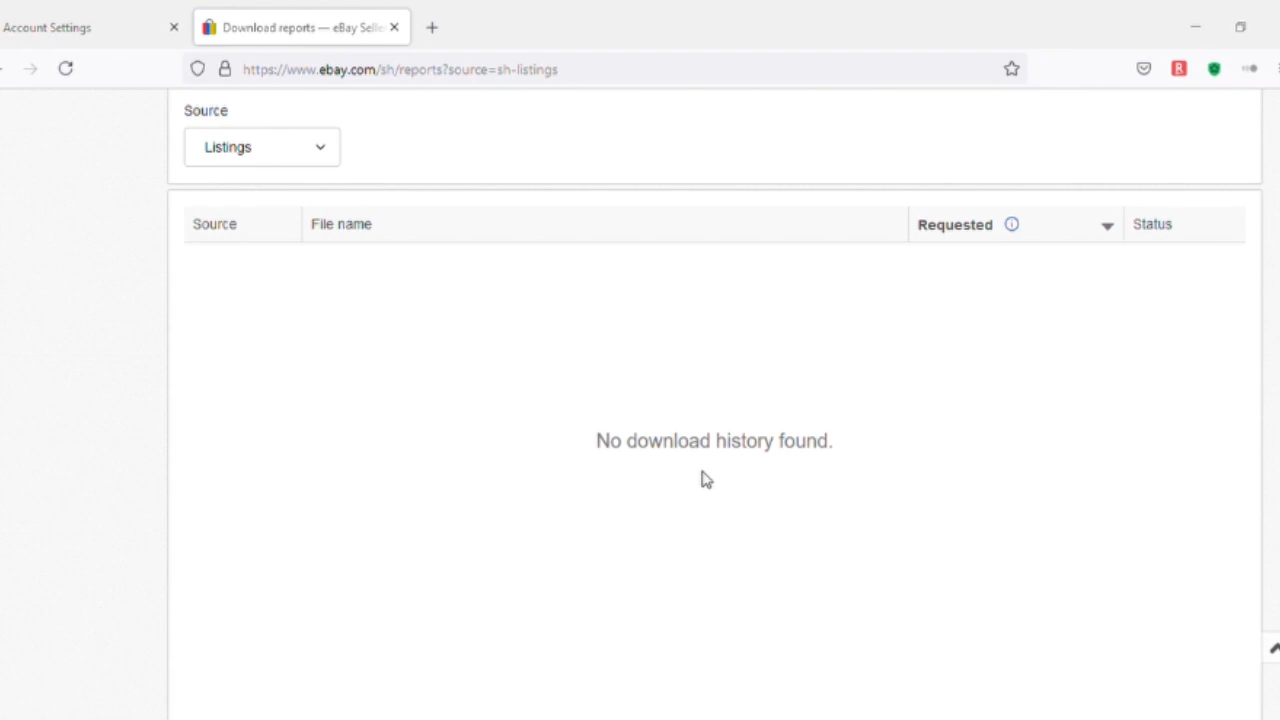 Account Settings
Download reports — eBay Selle
https://www.ebay.com/sh/reports?source=sh-listings
R
Source
Listings
Source File name Requested Status
No download history found.